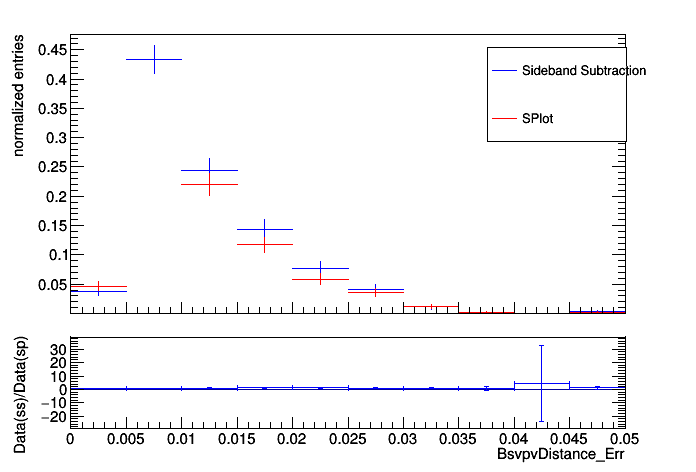 normalized entries
0.45
0.4
0.35
0.3
0.25
0.2
0.15
0.1
0.05
Sideband Subtraction
SPlot
Data(ss)/Data(sp)
30
20
10
0
−10
−20
0 0.005 0.01 0.015 0.02 0.025 0.03 0.035 0.04 0.045 0.05
BsvpvDistance_Err